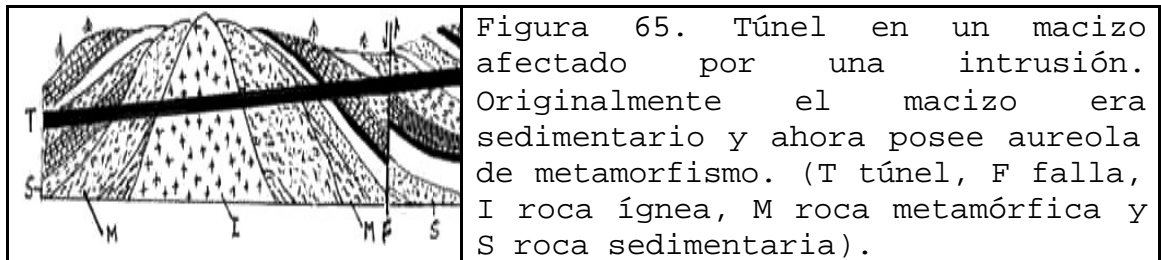 Figura 65. Túnel en un macizo
afectado por una intrusión.
Originalmente el macizo era
sedimentario y ahora posee aureola
de metamorfismo. (T túnel, F falla,
I roca ígnea, M roca metamórfica y
S roca sedimentaria).
T
S
M
I
M
F
S